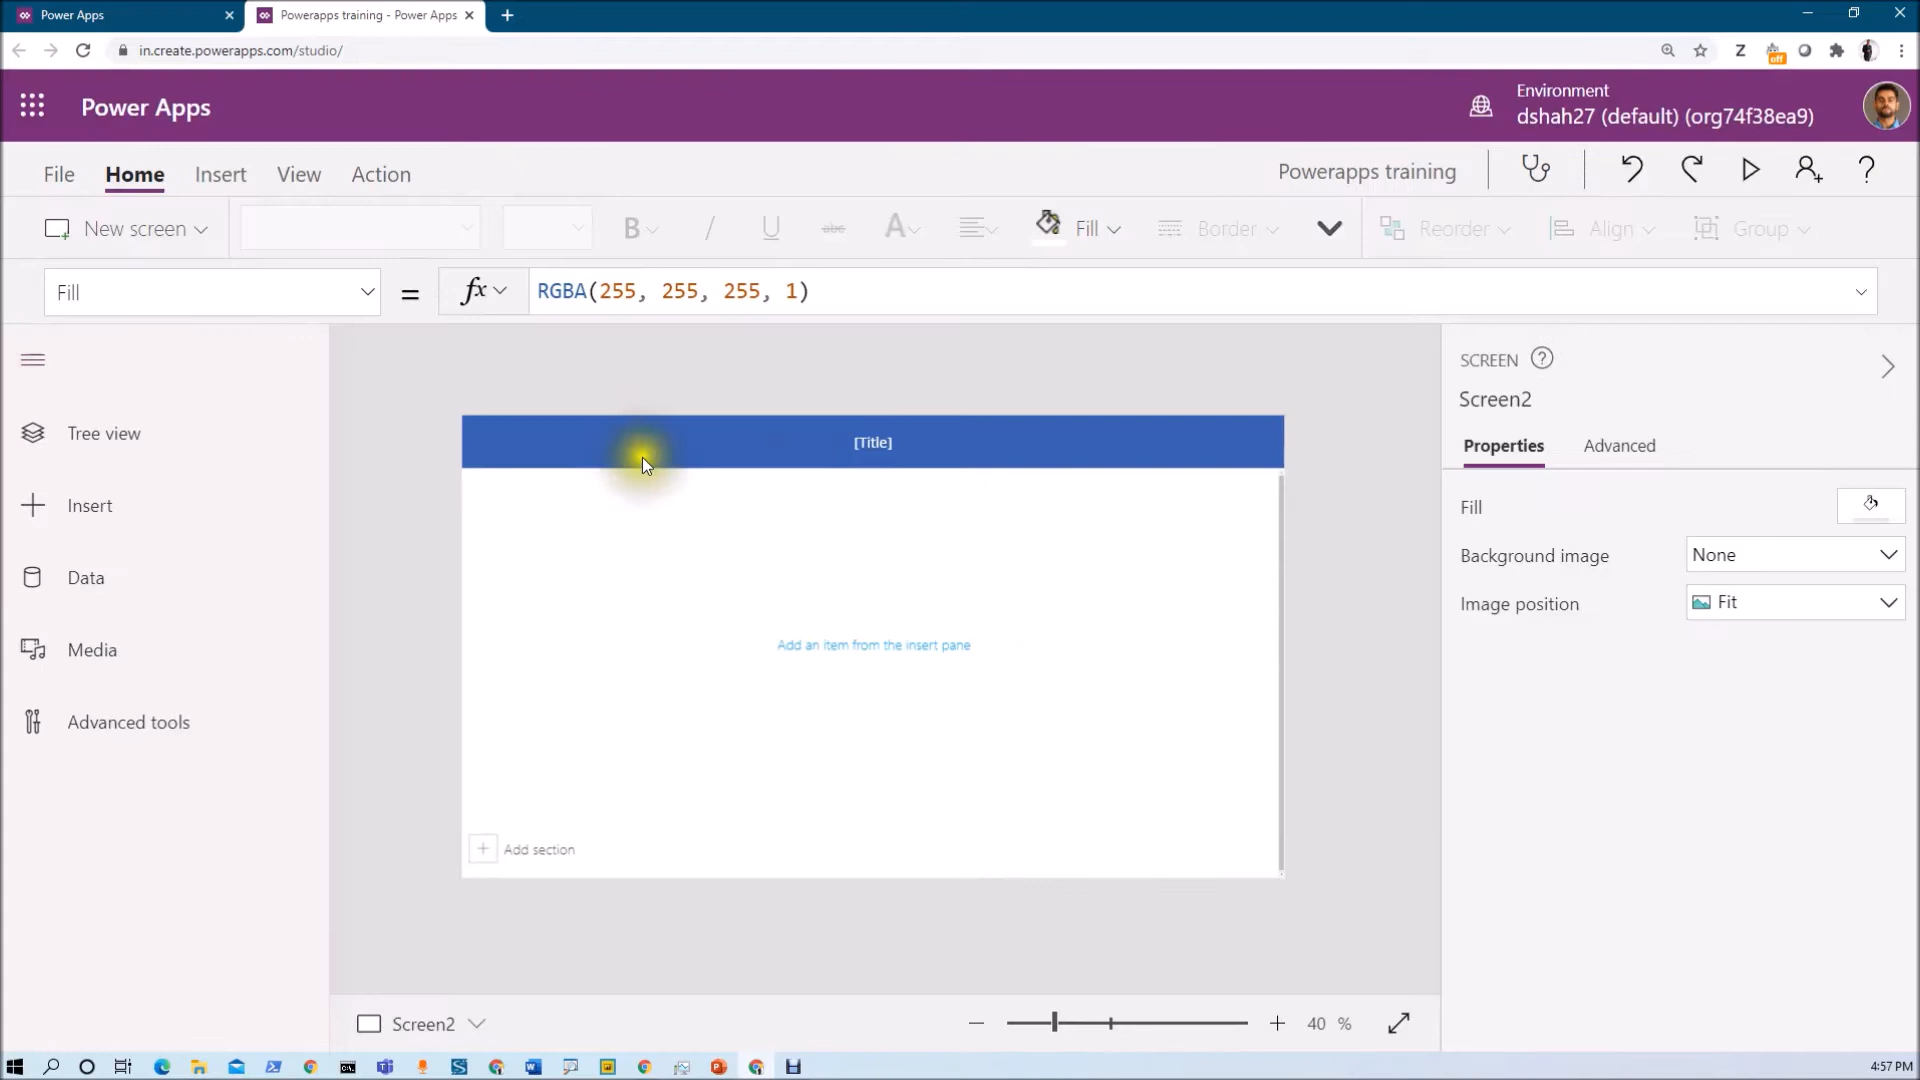 Power Apps
Powerapps training - Power Apps
in.create.powerapps.com/studio/
Z
off
Power Apps
Environment
dshah27 (default) (org74f38ea9)
File
Home
Insert
View
Action
Powerapps training
?
New screen
B
/
U
abc
A
Fill
Border
Reorder
Align
Group
Fill
=
fx
RGBA(255, 255, 255, 1)
Tree view
Insert
Data
Media
Advanced tools
[Title]
Add an item from the insert pane
Add section
SCREEN
Screen2
Properties
Advanced
Fill
Background image
None
Image position
Fit
Screen2
40 %
4:57 PM